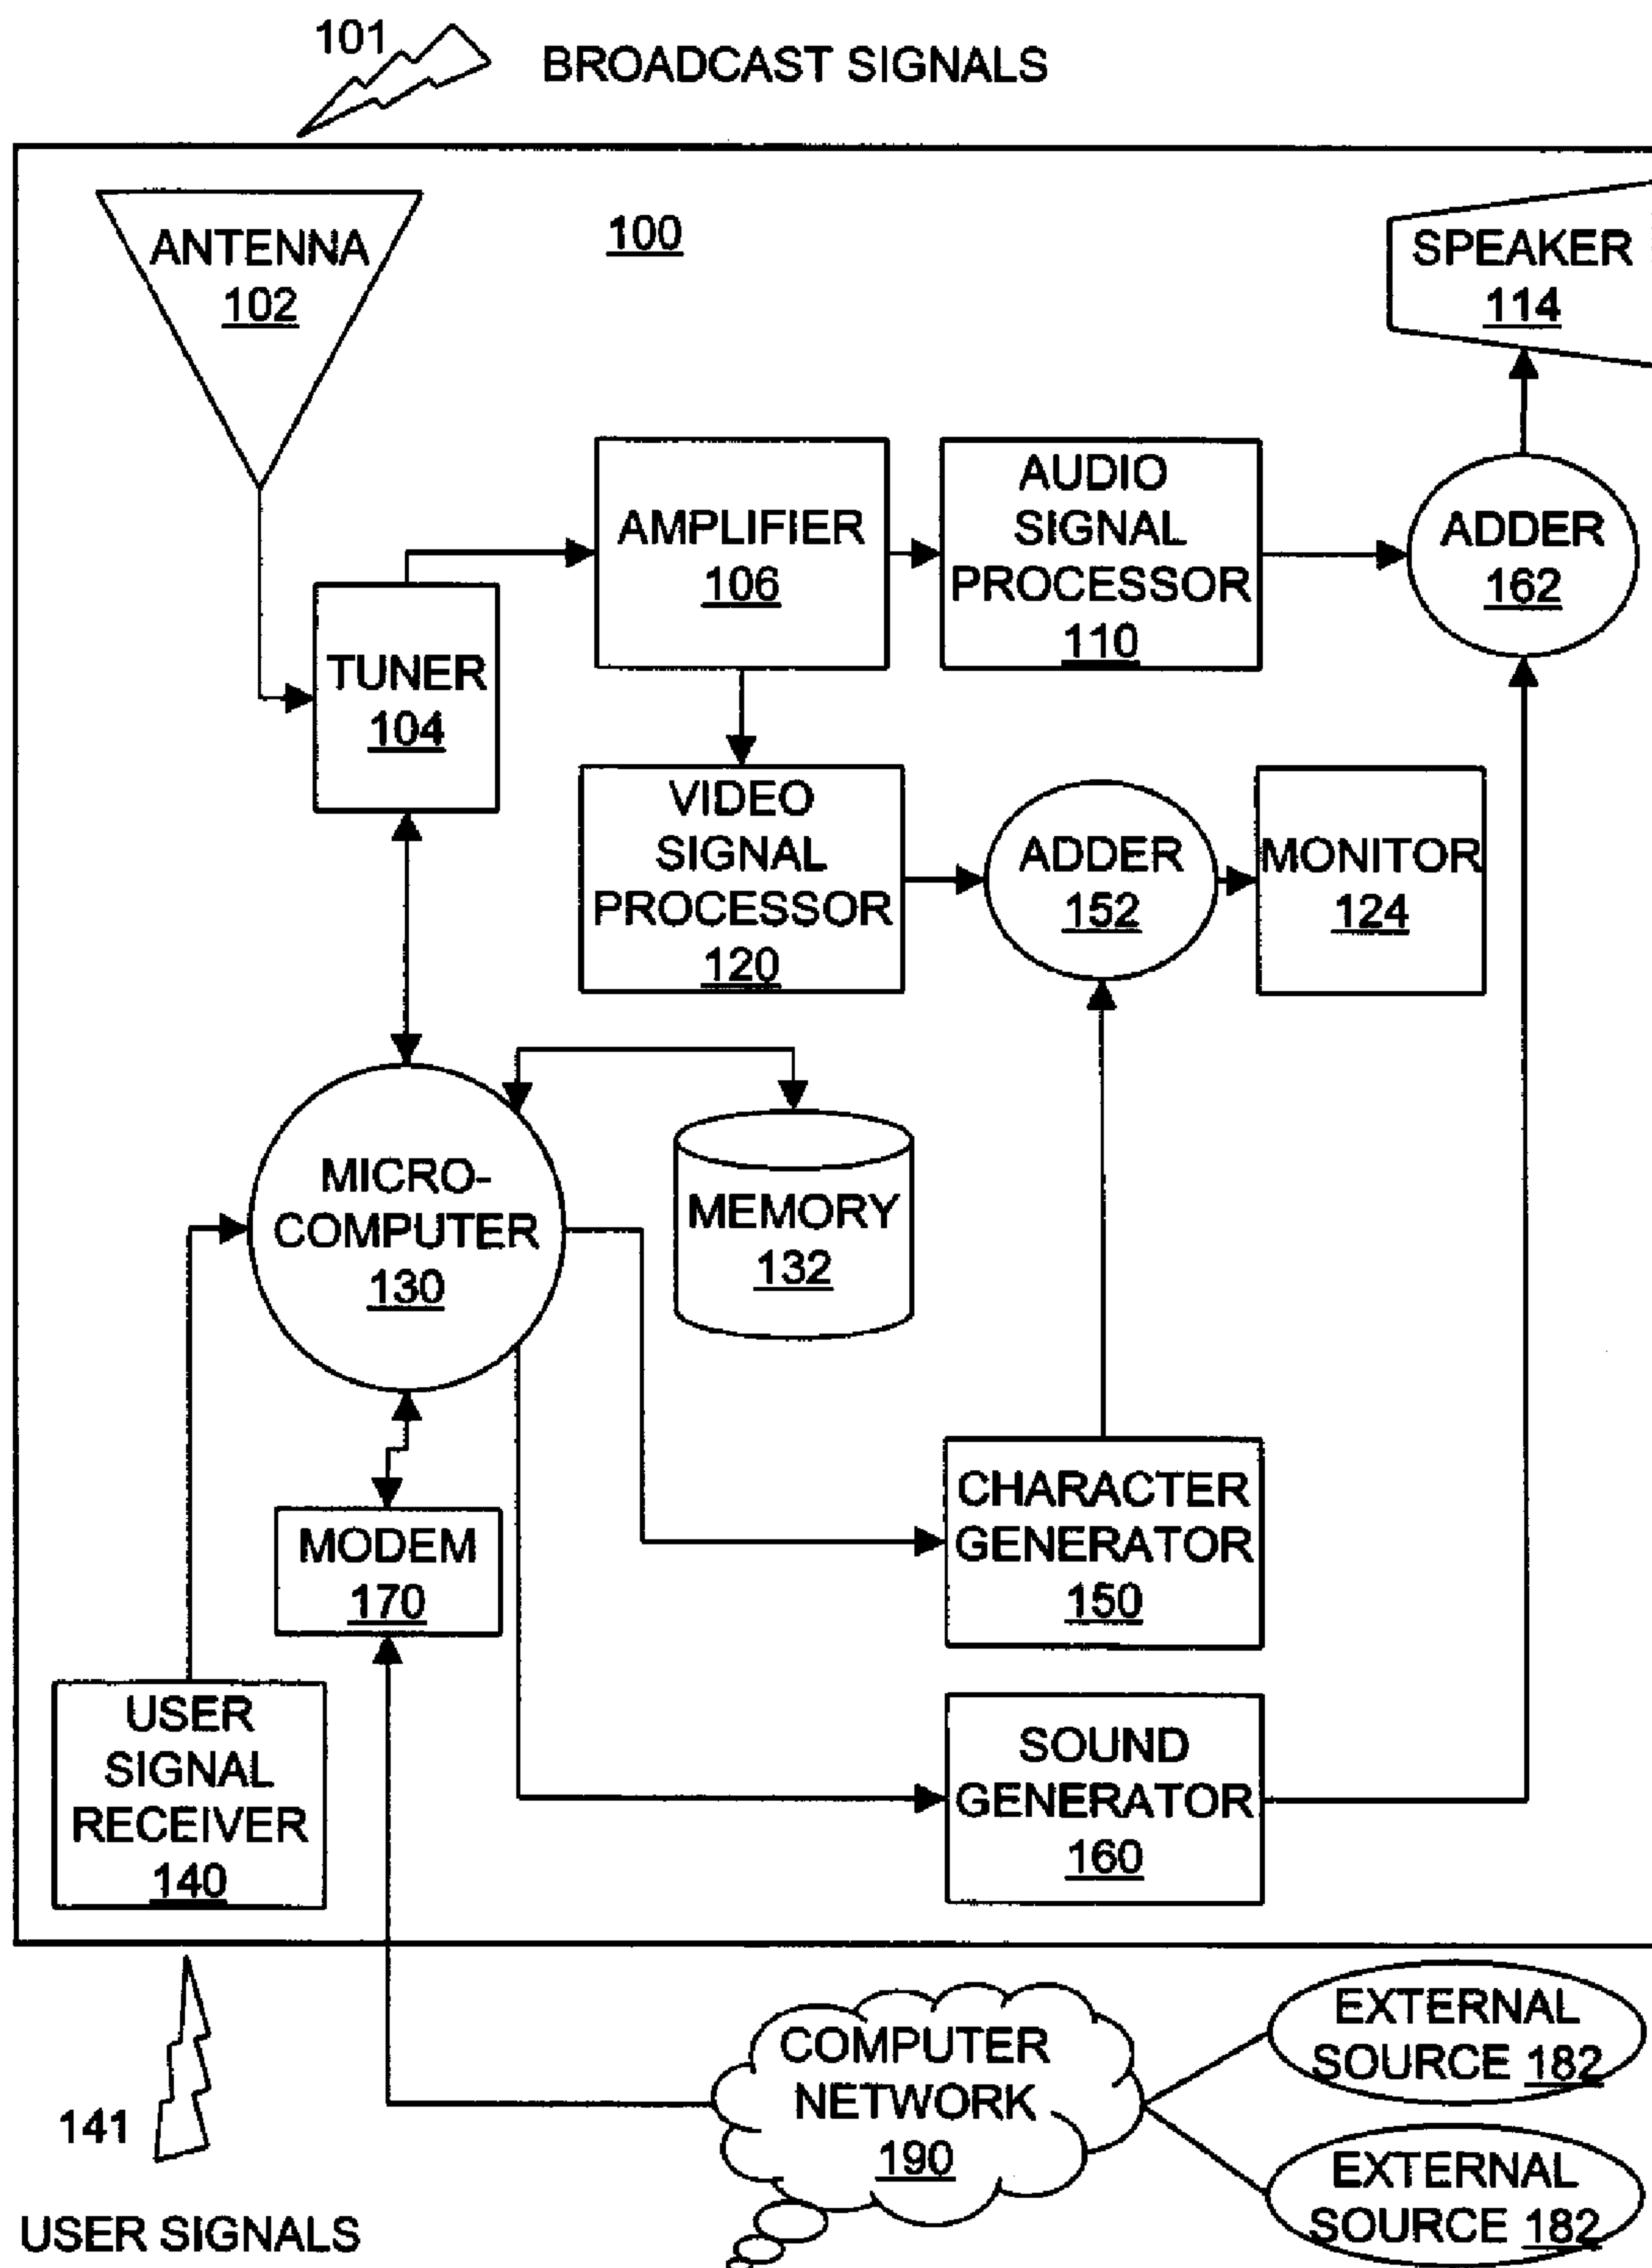 101
BROADCAST SIGNALS
ANTENNA
102
100
SPEAKER
114
AMPLIFIER
106
AUDIO
SIGNAL
PROCESSOR
110
ADDER
162
TUNER
104
VIDEO
SIGNAL
PROCESSOR
120
ADDER
152
MONITOR
124
MICRO-
COMPUTER
130
MEMORY
132
MODEM
170
CHARACTER
GENERATOR
150
USER
SIGNAL
RECEIVER
140
SOUND
GENERATOR
160
141
USER SIGNALS
COMPUTER
NETWORK
190
EXTERNAL
SOURCE 182
EXTERNAL
SOURCE 182